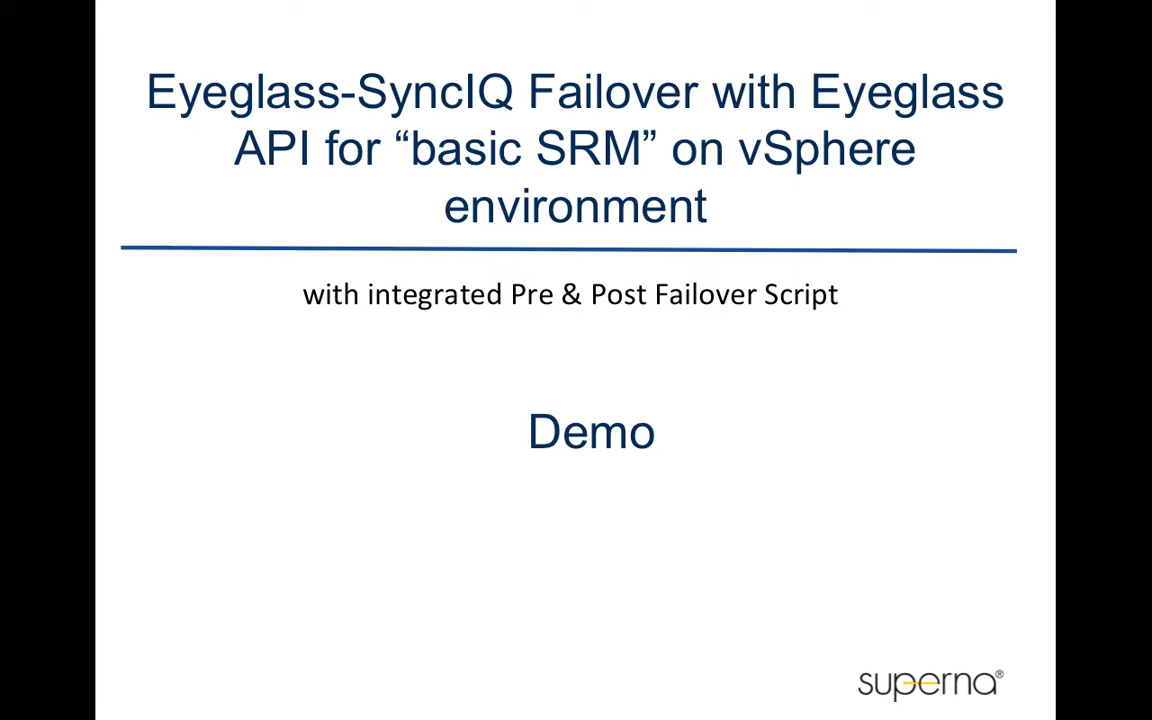 Eyeglass-SyncIQ Failover with Eyeglass
API for “basic SRM” on vSphere
environment
with integrated Pre & Post Failover Script
Demo
superna®